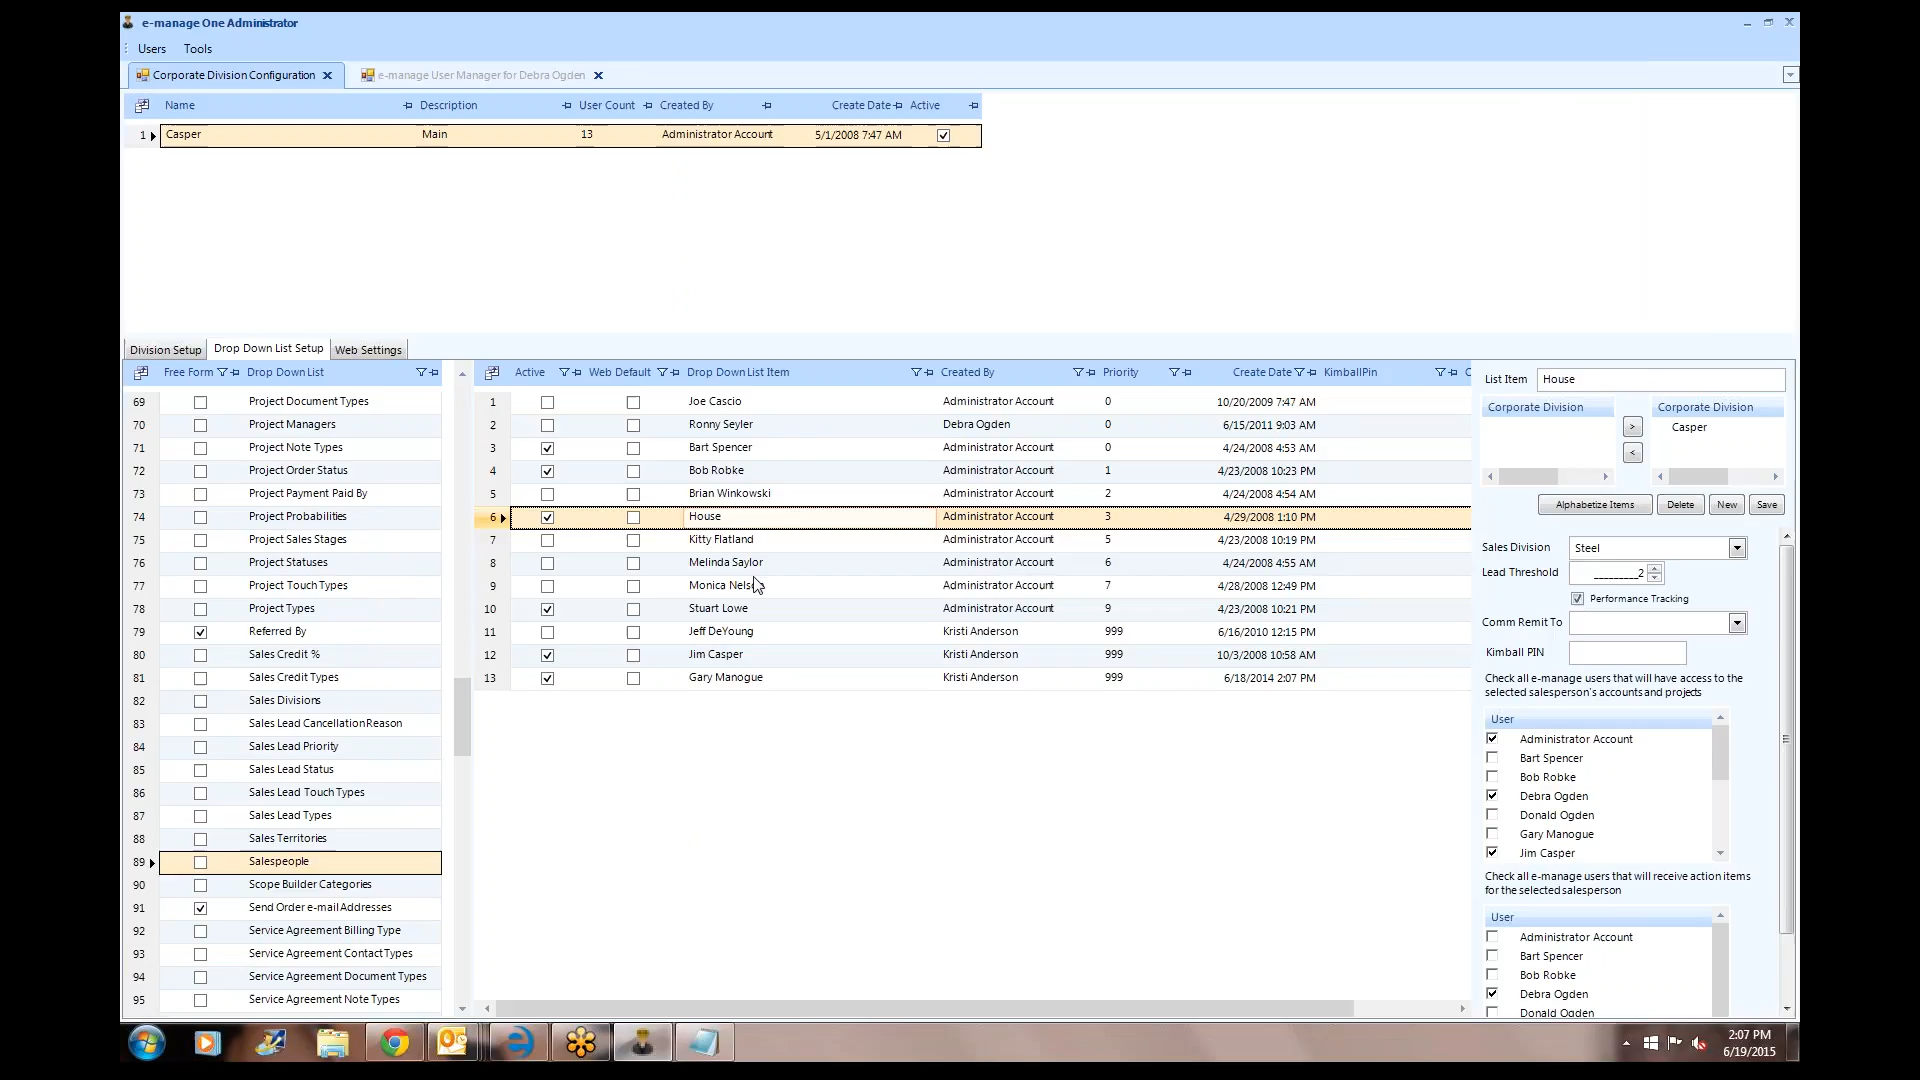 e-manage One Administrator
Users Tools
Corporate Division Configuration e-manage User Manager for Debra Ogden
Name Description User Count Created By Create Date Active
1 Casper Main 13 Administrator Account 5/1/2008 7:47 AM
Division Setup Drop Down List Setup Web Settings
Free Form Drop Down List
69 Project Document Types
70 Project Managers
71 Project Note Types
72 Project Order Status
73 Project Payment Paid By
74 Project Probabilities
75 Project Sales Stages
76 Project Statuses
77 Project Touch Types
78 Project Types
79 Referred By
80 Sales Credit %
81 Sales Credit Types
82 Sales Divisions
83 Sales Lead Cancellation Reason
84 Sales Lead Priority
85 Sales Lead Status
86 Sales Lead Touch Types
87 Sales Lead Types
88 Sales Territories
89 Salespeople
90 Scope Builder Categories
91 Send Order e-mail Addresses
92 Service Agreement Billing Type
93 Service Agreement Contact Types
94 Service Agreement Document Types
95 Service Agreement Note Types
Active Web Default Drop Down List Item Created By Priority Create Date KimballPin
1 Joe Cascio Administrator Account 0 10/20/2009 7:47 AM
2 Ronny Seyler Debra Ogden 0 6/15/2011 9:03 AM
3 Bart Spencer Administrator Account 0 4/24/2008 4:53 AM
4 Bob Robke Administrator Account 1 4/23/2008 10:23 PM
5 Brian Winkowski Administrator Account 2 4/24/2008 4:54 AM
6 House Administrator Account 3 4/29/2008 1:10 PM
7 Kitty Flatland Administrator Account 5 4/23/2008 10:19 PM
8 Melinda Saylor Administrator Account 6 4/24/2008 4:55 AM
9 Monica Administrator Account 7 4/28/2008 12:49 PM
10 Stuart Lowe Administrator Account 9 4/23/2008 10:21 PM
11 Jeff DeYoung Kristi Anderson 999 6/16/2010 12:15 PM
12 Jim Casper Kristi Anderson 999 10/3/2008 10:58 AM
13 Gary Manogue Kristi Anderson 999 6/18/2014 2:07 PM
List Item House
Corporate Division Corporate Division
Casper
> 
<
Alphabetize Items Delete New Save
Sales Division Steel
Lead Threshold _________2
Performance Tracking
Comm Remit To
Kimball PIN
Check all e-manage users that will have access to the
selected salesperson's accounts and projects
User
Administrator Account
Bart Spencer
Bob Robke
Debra Ogden
Donald Ogden
Gary Manogue
Jim Casper
Check all e-manage users that will receive action items
for the selected salesperson
User
Administrator Account
Bart Spencer
Bob Robke
Debra Ogden
Donald Ogden
2:07 PM
6/19/2015